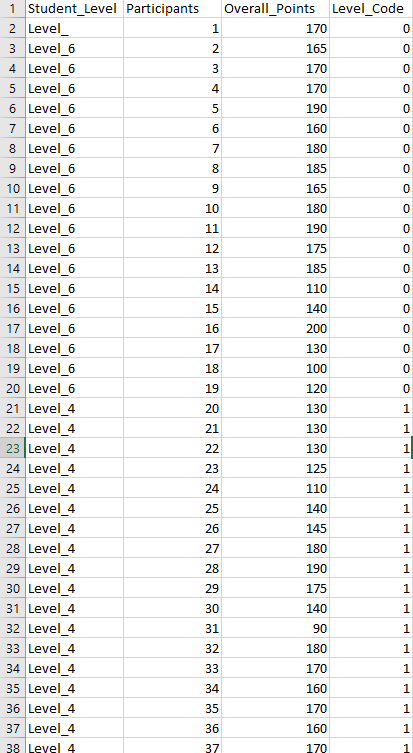 1 Student_Level Participants Overall_Points Level_Code
2 Level_ 1 170 0
3 Level_6 2 165 0
4 Level_6 3 170 0
5 Level_6 4 170 0
6 Level_6 5 190 0
7 Level_6 6 160 0
8 Level_6 7 180 0
9 Level_6 8 185 0
10 Level_6 9 165 0
11 Level_6 10 180 0
12 Level_6 11 190 0
13 Level_6 12 175 0
14 Level_6 13 185 0
15 Level_6 14 110 0
16 Level_6 15 140 0
17 Level_6 16 200 0
18 Level_6 17 130 0
19 Level_6 18 100 0
20 Level_6 19 120 0
21 Level_4 20 130 1
22 Level_4 21 130 1
23 Level_4 22 130 1
24 Level_4 23 125 1
25 Level_4 24 110 1
26 Level_4 25 140 1
27 Level_4 26 145 1
28 Level_4 27 180 1
29 Level_4 28 190 1
30 Level_4 29 175 1
31 Level_4 30 140 1
32 Level_4 31 90 1
33 Level_4 32 180 1
34 Level_4 33 170 1
35 Level_4 34 160 1
36 Level_4 35 170 1
37 Level_4 36 160 1
38 Level_4 37 170 1